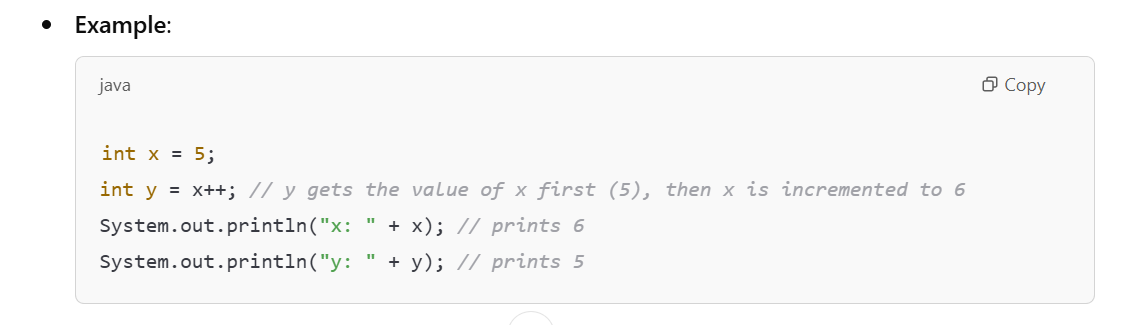 • Example:
java
Copy
int x = 5;
int y = x++; // y gets the value of x first (5), then x is incremented to 6
System.out.println("x: " + x); // prints 6
System.out.println("y: " + y); // prints 5